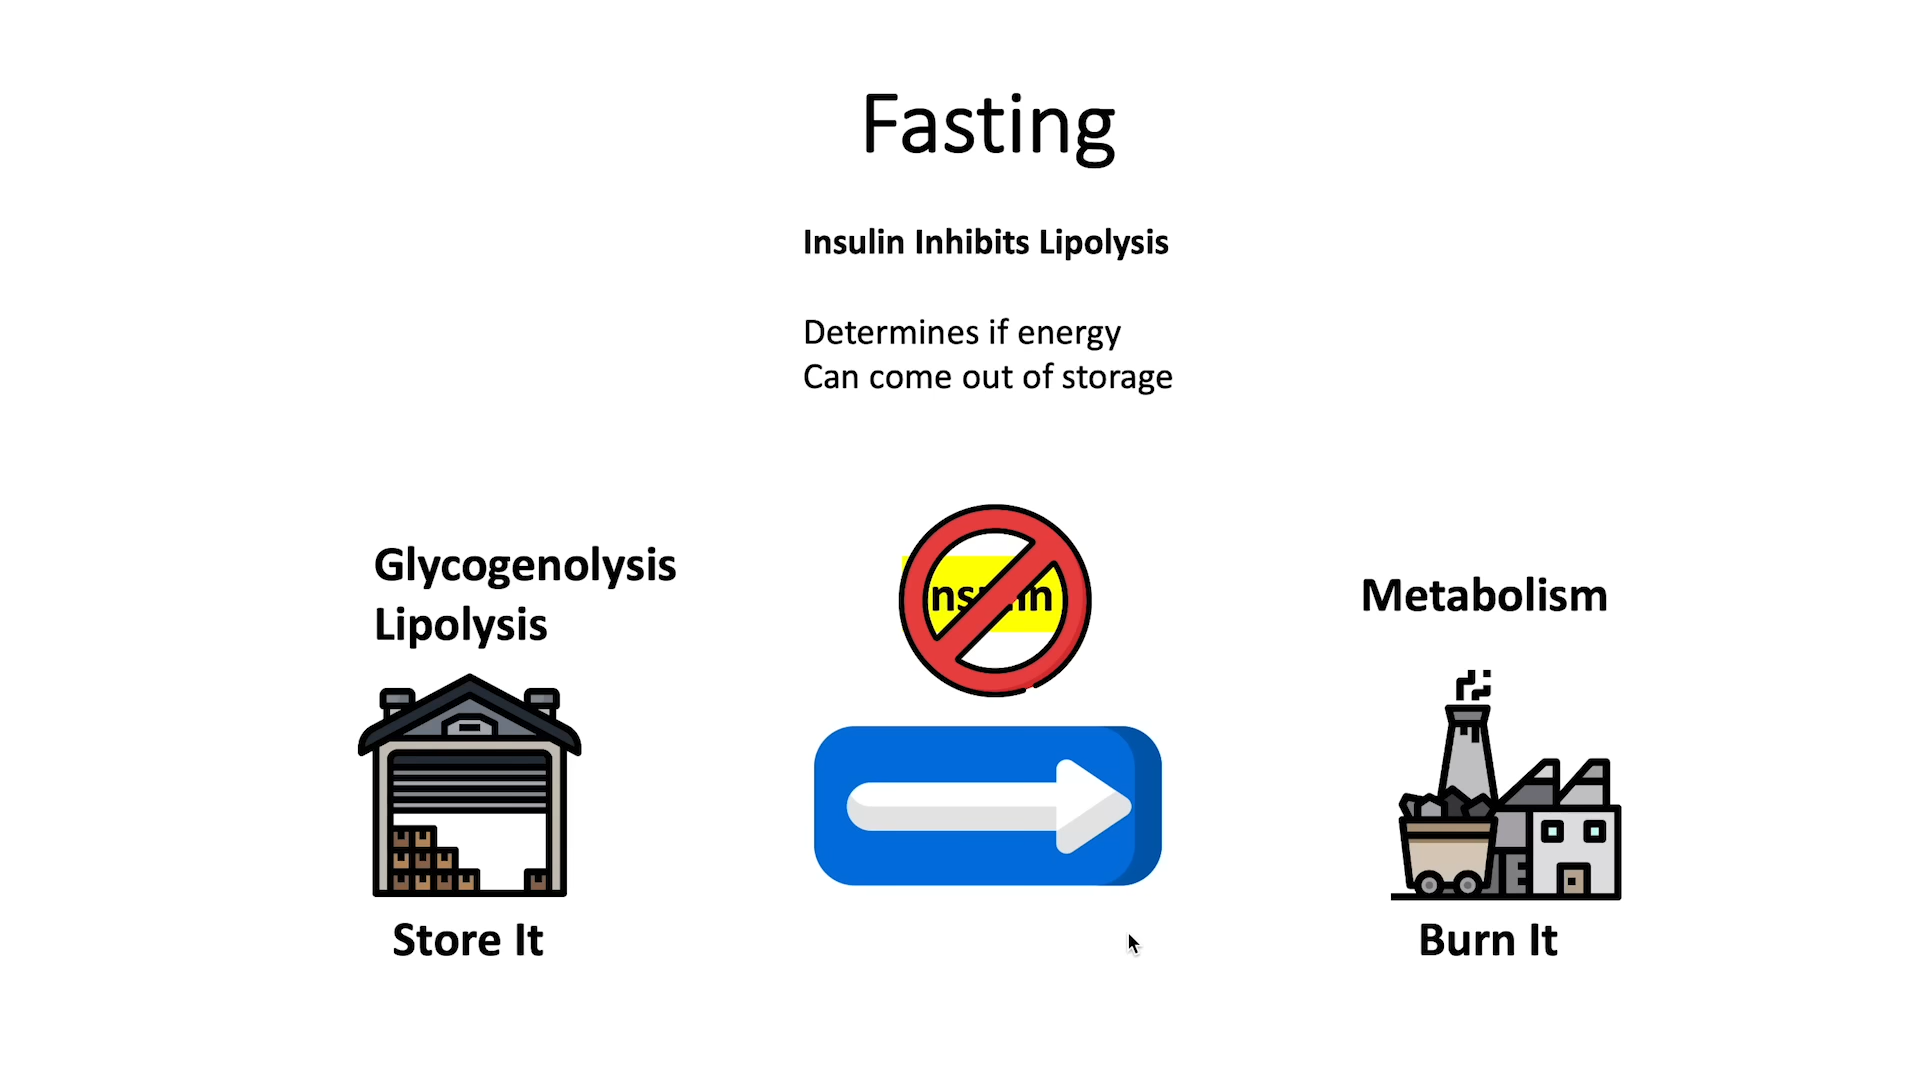 Fasting
Insulin Inhibits Lipolysis
Determines if energy
Can come out of storage
Glycogenolysis
Lipolysis
Insulin
Metabolism
Store It
Burn It